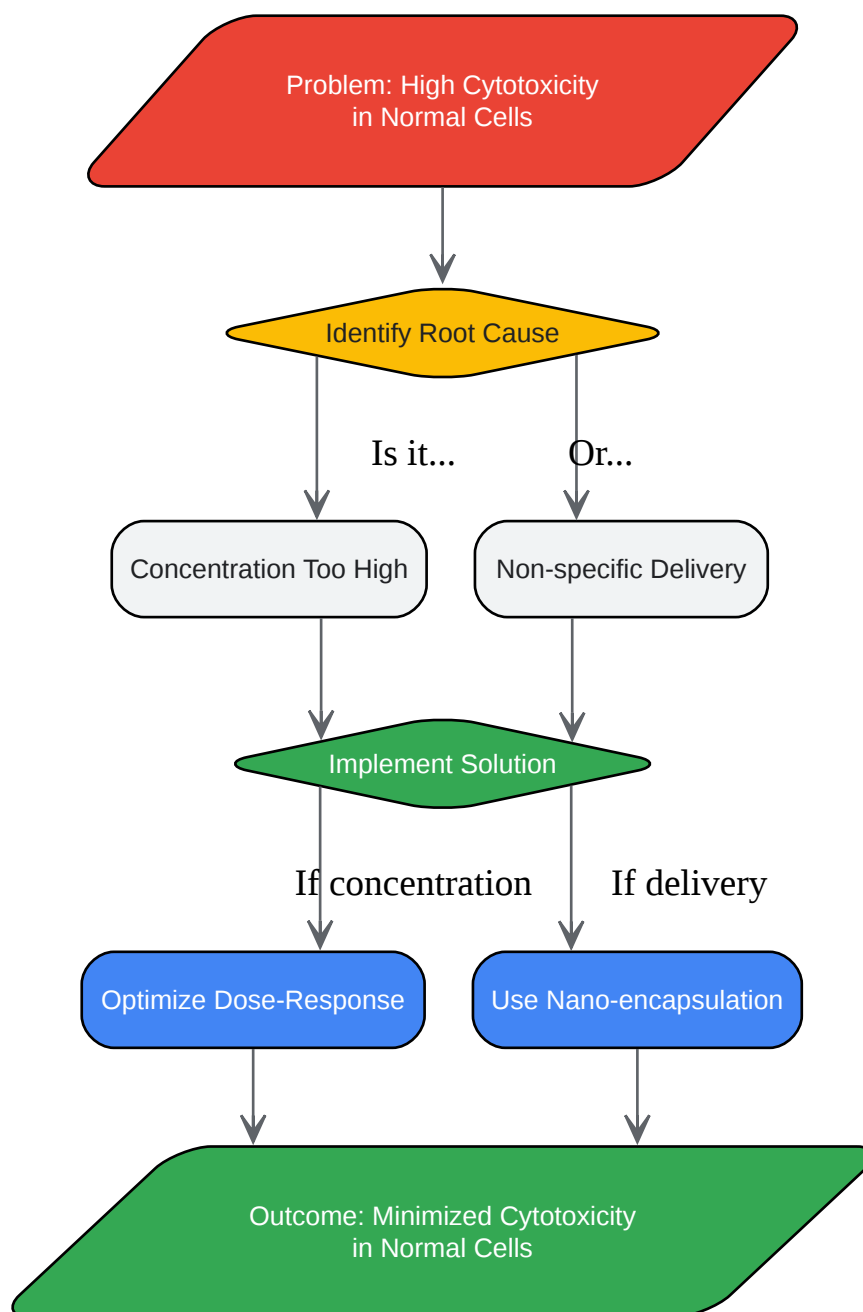 Problem: High Cytotoxicity
in Normal Cells
Identify Root Cause
Is it...
Or...
Concentration Too High
Non-specific Delivery
Implement Solution
If concentration
If delivery
Optimize Dose-Response
Use Nano-encapsulation
Outcome: Minimized Cytotoxicity
in Normal Cells